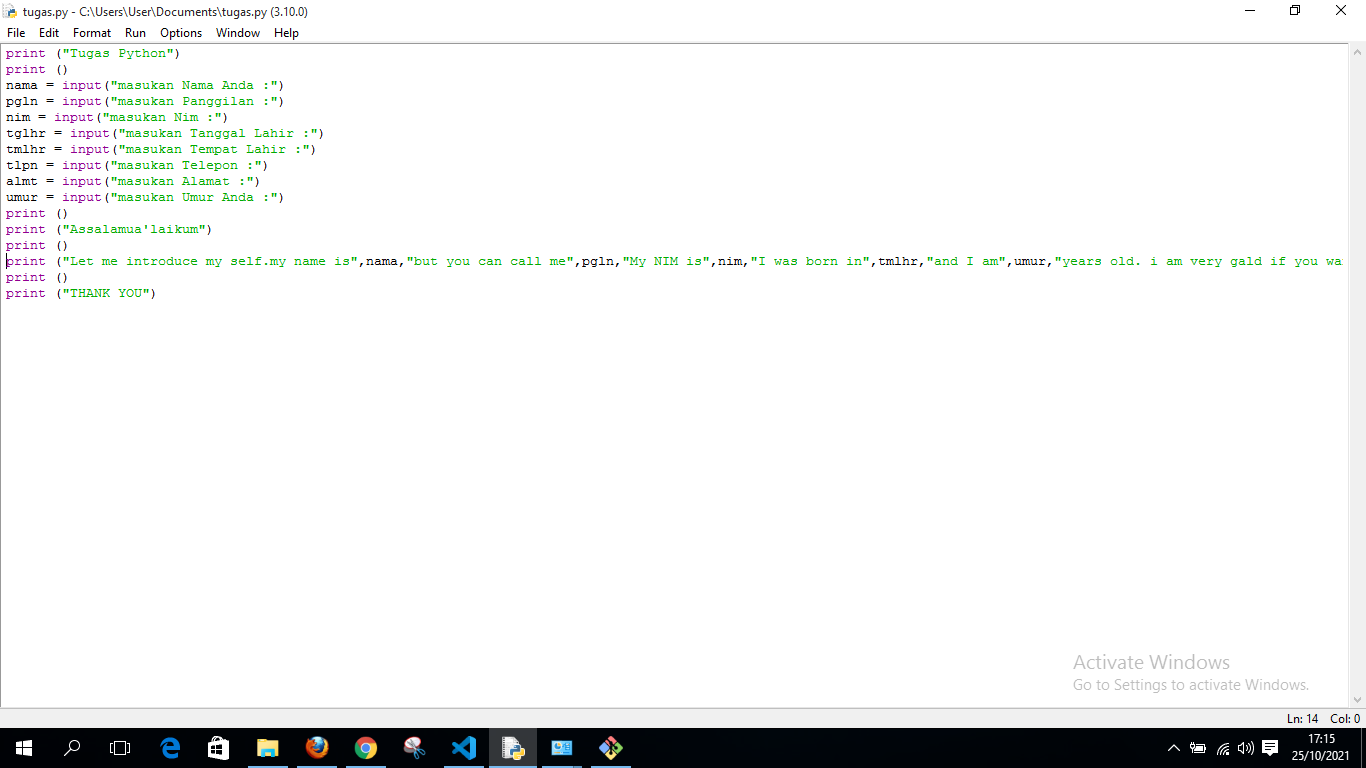 tugas.py - C:\Users\User\Documents\tugas.py (3.10.0)
File Edit Format Run Options Window Help
print ("Tugas Python")
print ()
nama = input("masukan Nama Anda :")
pgln = input("masukan Panggilan :")
nim = input("masukan Nim :")
tglhr = input("masukan Tanggal Lahir :")
tmlhr = input("masukan Tempat Lahir :")
tlpn = input("masukan Telepon :")
almt = input("masukan Alamat :")
umur = input("masukan Umur Anda :")
print ()
print ("Assalamua'laikum")
print ()
print ("Let me introduce my self.my name is",nama,"but you can call me",pgln,"My NIM is",nim,"I was born in",tmlhr,"and I am",umur,"years old. i am very gald if you wa
print ()
print ("THANK YOU")
Activate Windows
Go to Settings to activate Windows.
Ln: 14 Col: 0
17:15
25/10/2021